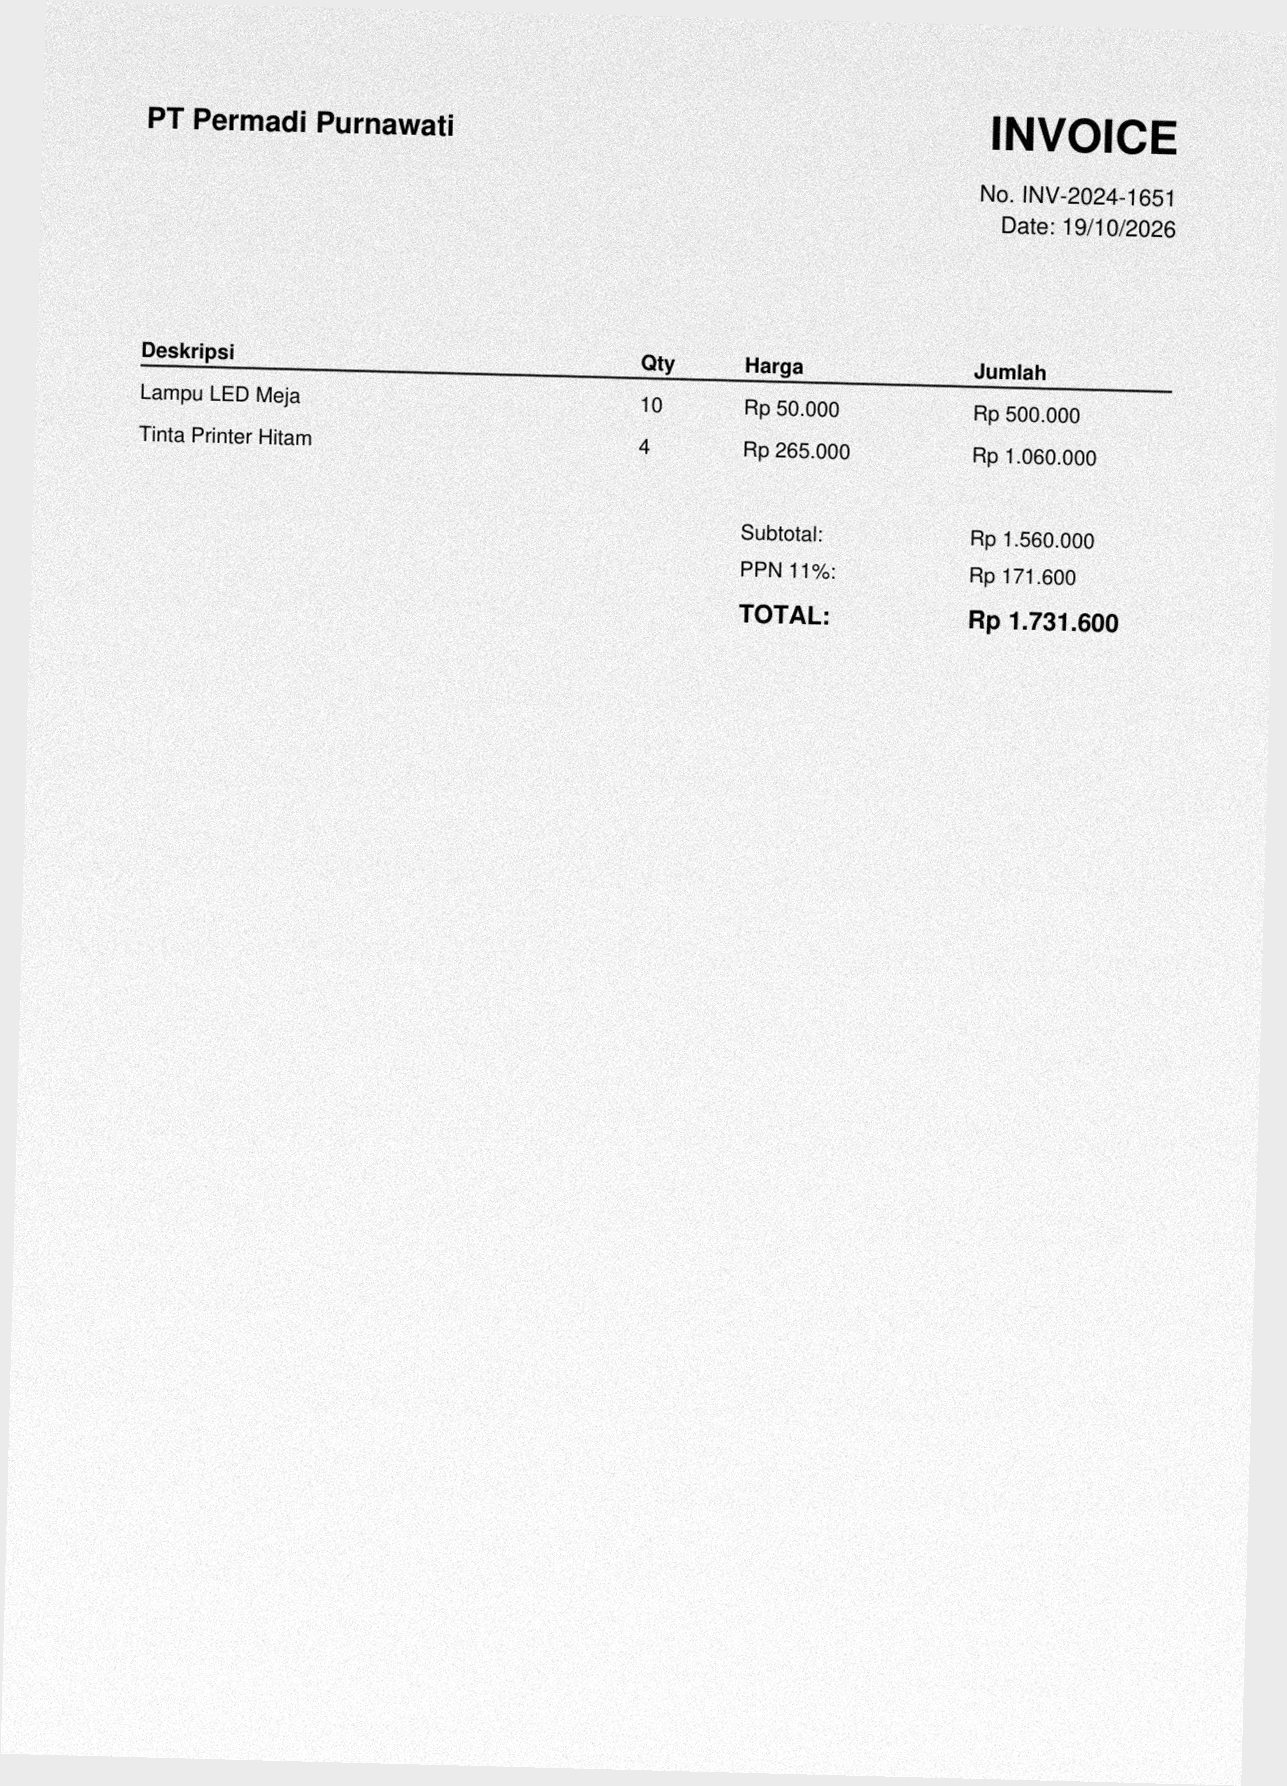 PT Permadi Purnawati
INVOICE
No. INV-2024-1651
Date: 19/10/2026
Deskripsi Qty Harga Jumlah
Lampu LED Meja 10 Rp 50.000 Rp 500.000
Tinta Printer Hitam 4 Rp 265.000 Rp 1.060.000
Subtotal: Rp 1.560.000
PPN 11%: Rp 171.600
TOTAL: Rp 1.731.600